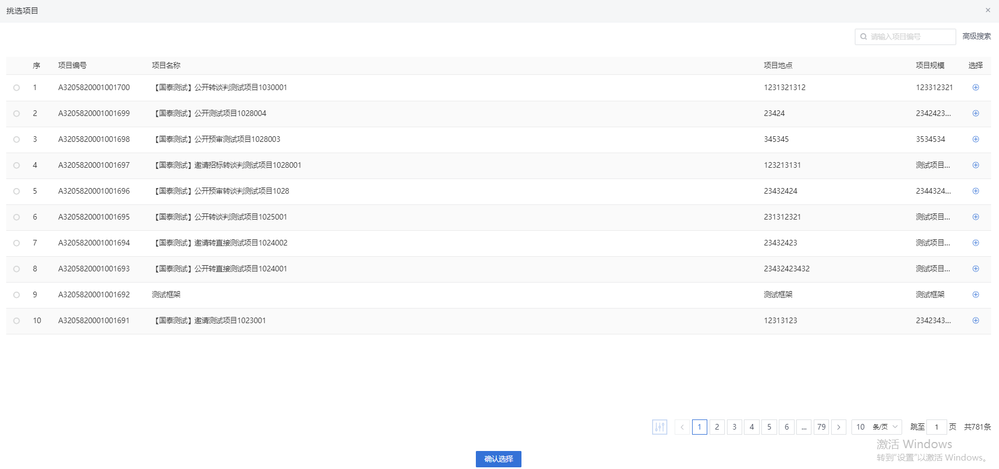 挑选项目
请输入项目编号 高级搜索
序 项目编号 项目名称 项目地点 项目规模 选择
1 A3205820001001700 【国泰测试】公开转谈判测试项目1030001 1231321312 123312321
2 A3205820001001699 【国泰测试】公开测试项目1028004 23424 2342423...
3 A3205820001001698 【国泰测试】公开预审测试项目1028003 345345 3534534
4 A3205820001001697 【国泰测试】邀请招标转谈判测试项目1028001 123213131 测试项目...
5 A3205820001001696 【国泰测试】公开预审转谈判测试项目1028 23432424 2344324...
6 A3205820001001695 【国泰测试】公开转谈判测试项目1025001 231312321 测试项目...
7 A3205820001001694 【国泰测试】邀请转直接测试项目1024002 23432423 测试项目...
8 A3205820001001693 【国泰测试】公开转直接测试项目1024001 23432423432 测试项目...
9 A3205820001001692 测试框架 测试框架 测试框架
10 A3205820001001691 【国泰测试】邀请测试项目1023001 12313123 2342343...
1 2 3 4 5 6 ... 79 10 条/页 跳至 1 页 共781条
激活 Windows
转到“设置”以激活 Windows。
确认选择